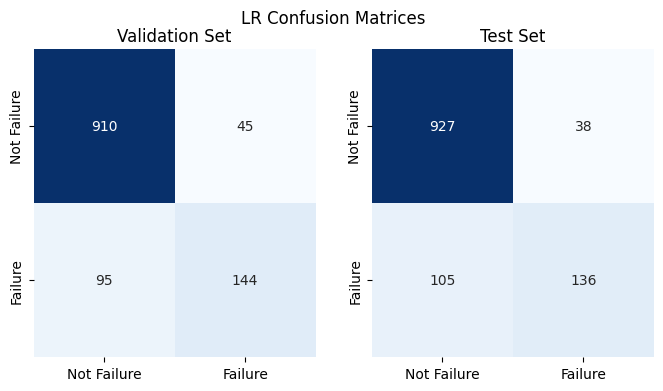 LR Confusion Matrices
Validation Set
Not Failure
910
45
Failure
95
144
Not Failure
Failure
Test Set
Not Failure
927
38
Failure
105
136
Not Failure
Failure